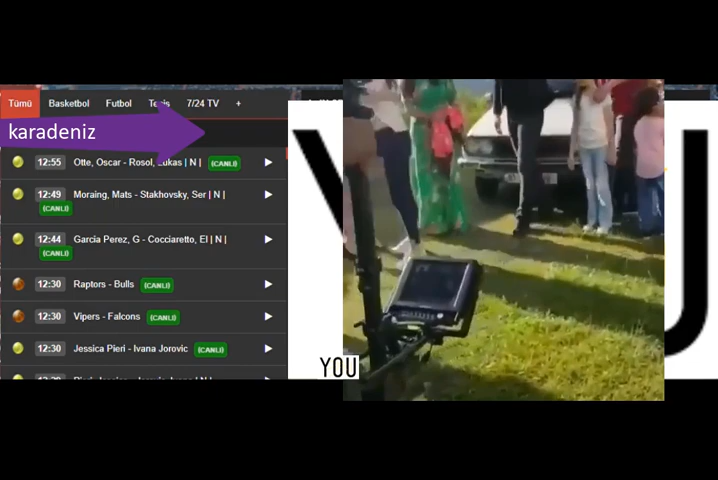 Tümü Basketbol Futbol Tenis 7/24 TV +
karadeniz
12:55 Otte, Oscar - Rosol, Lukas | N | (CANLI)
12:49 Moraing, Mats - Stakhovsky, Ser | N |
(CANLI)
12:44 Garcia Perez, G - Cocciaretto, El | N |
(CANLI)
12:30 Raptors - Bulls (CANLI)
12:30 Vipers - Falcons (CANLI)
12:30 Jessica Pieri - Ivana Jorovic (CANLI)
YOU